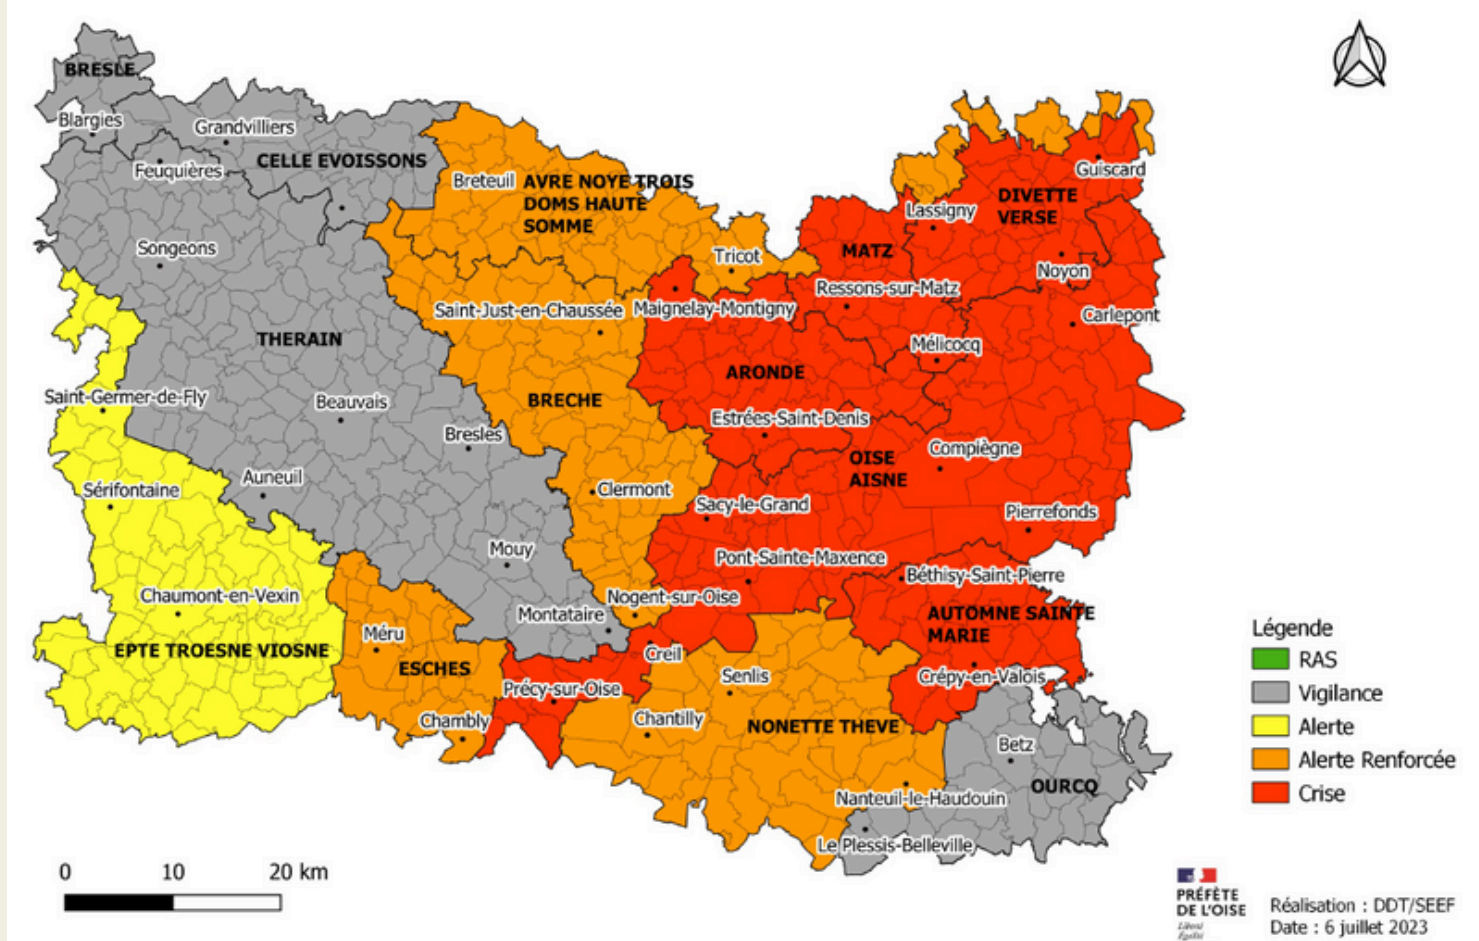 BRESLE
Blargies
Grandvilliers
Feuquières
CELLE EVOISSONS
Breteuil
AVRE NOYE TROIS
DOMS HAUTE
SOMME
Guiscard
DIVETTE
VERSE
Lassigny
MATZ
Noyon
Songeons
Tricot
Ressons-sur-Matz
Carlepont
Saint-Just-en-Chaussée
Maignelay-Montigny
THERAIN
Mélicocq
ARONDE
Saint-Germer-de-Fly
Beauvais
BRECHE
Estrées-Saint-Denis
Bresles
Compiègne
OISE
AISNE
Auneuil
Sérifontaine
Clermont
Sacy-le-Grand
Pierrefonds
Mouy
Pont-Sainte-Maxence
Béthisy-Saint-Pierre
Chaumont-en-Vexin
Nogent-sur-Oise
Montataire
AUTOMNE SAINTE
MARIE
Méru
EPTE TROESNE VIOSNE
ESCHES
Creil
Senlis
Crépy-en-Valois
Précy-sur-Oise
Chambly
Chantilly
NONETTE THEVE
Betz
OURCQ
Nanteuil-le-Haudouin
Le Plessis-Belleville
Légende
RAS
Vigilance
Alerte
Alerte Renforcée
Crise
0 10 20 km
PRÉFÈTE
DE L'OISE
Liberté
Égalité
Réalisation : DDT/SEEF
Date : 6 juillet 2023